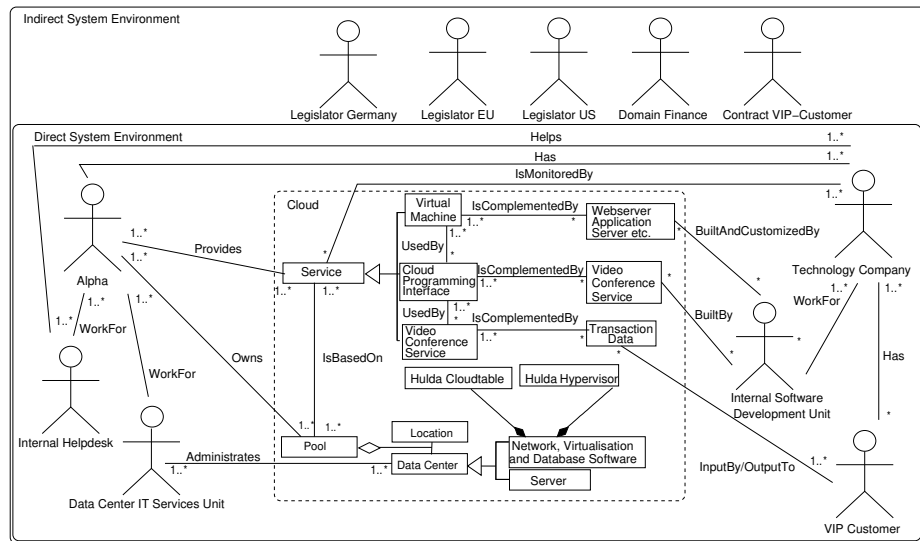 Indirect System Environment
Legislator Germany
Legislator EU
Legislator US
Domain Finance
Contract VIP−Customer
Direct System Environment
Helps
1..*
Has
1..*
IsMonitoredBy
1..*
Cloud
Virtual
Machine
IsComplementedBy
1..*
*
Webserver
Application
Server etc.
*
BuiltAndCustomizedBy
*
1..*
UsedBy
*
1..*
Provides
1..*
Service
*
1..*
Cloud
Programming
Interface
IsComplementedBy
1..*
*
Video
Conference
Service
*
BuiltBy
*
Technology Company
1..*
1..*
WorkFor
*
Alpha
1..*
1..*
1..*
WorkFor
1..*
UsedBy
1..*
*
Video
Conference
Service
IsComplementedBy
1..*
*
Transaction
Data
*
Has
*
Owns
WorkFor
IsBasedOn
Hulda Cloudtable
Hulda Hypervisor
Internal Software
Development Unit
Internal Helpdesk
1..*
1..*
Pool
Location
Data Center
Network, Virtualisation
and Database Software
Server
Administrates
1..*
1..*
InputBy/OutputTo
1..*
Data Center IT Services Unit
VIP Customer